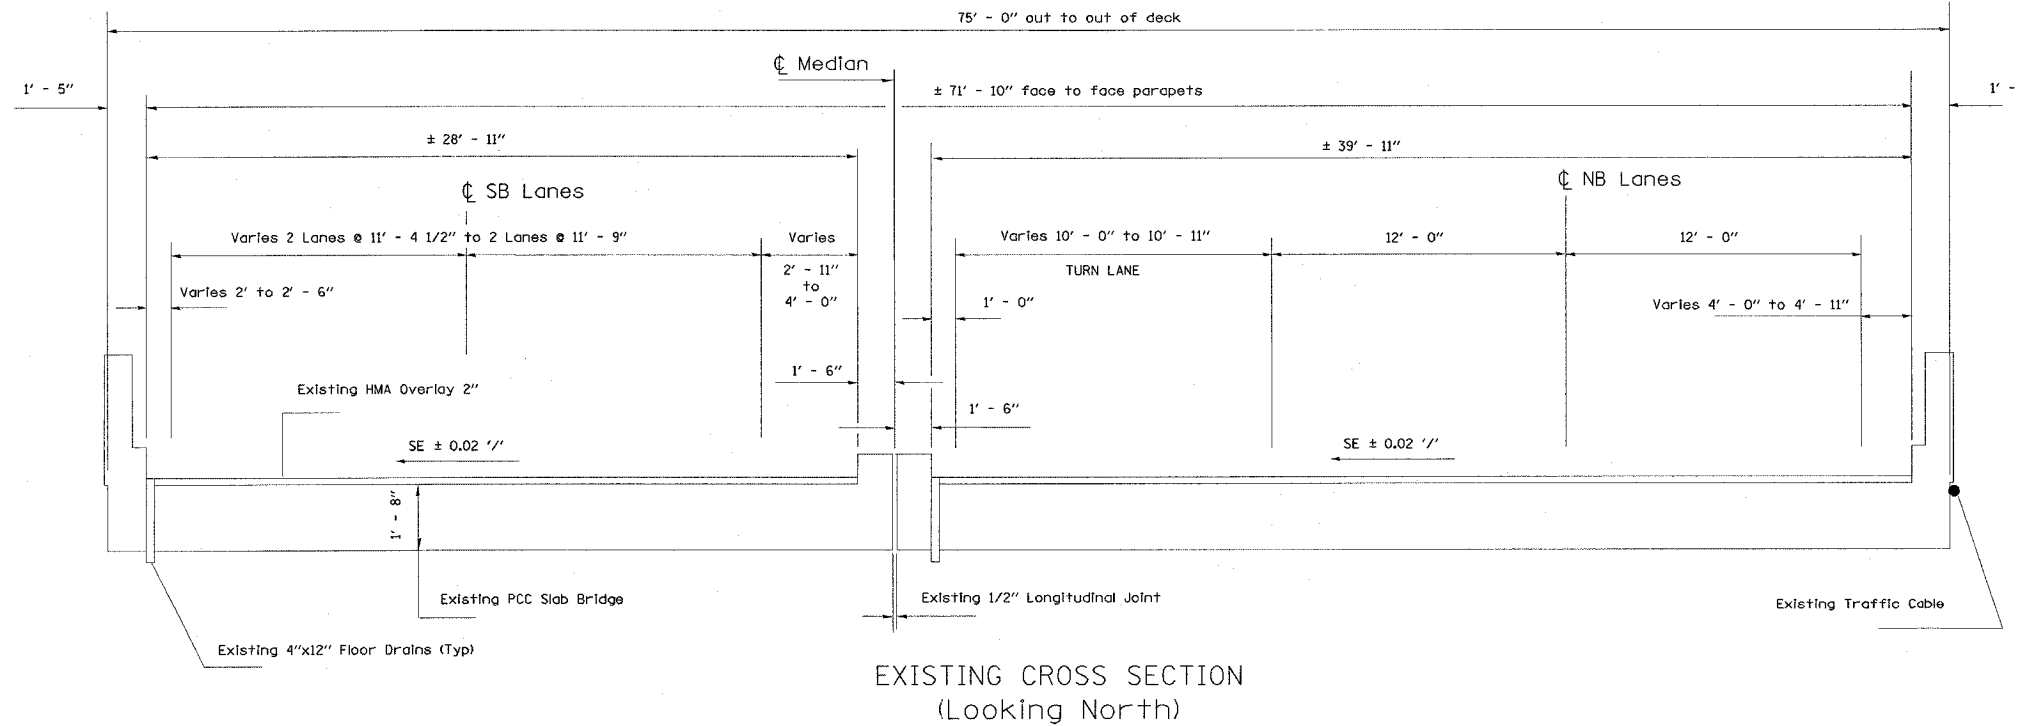 75' - 0" out to out of deck
℄ Median
1' - 5"
± 71' - 10" face to face parapets
1' -
± 28' - 11"
± 39' - 11"
℄ SB Lanes
℄ NB Lanes
Varies 2 Lanes @ 11' - 4 1/2" to 2 Lanes @ 11' - 9"
Varies
2' - 11"
to
4' - 0"
Varies 10' - 0" to 10' - 11"
TURN LANE
12' - 0"
12' - 0"
Varies 2' to 2' - 6"
1' - 0"
Varies 4' - 0" to 4' - 11"
1' - 6"
Existing HMA Overlay 2"
1' - 6"
SE ± 0.02 '/'
SE ± 0.02 '/'
1' - 8"
Existing PCC Slab Bridge
Existing 1/2" Longitudinal Joint
Existing Traffic Cable
Existing 4"x12" Floor Drains (Typ)
EXISTING CROSS SECTION
(Looking North)